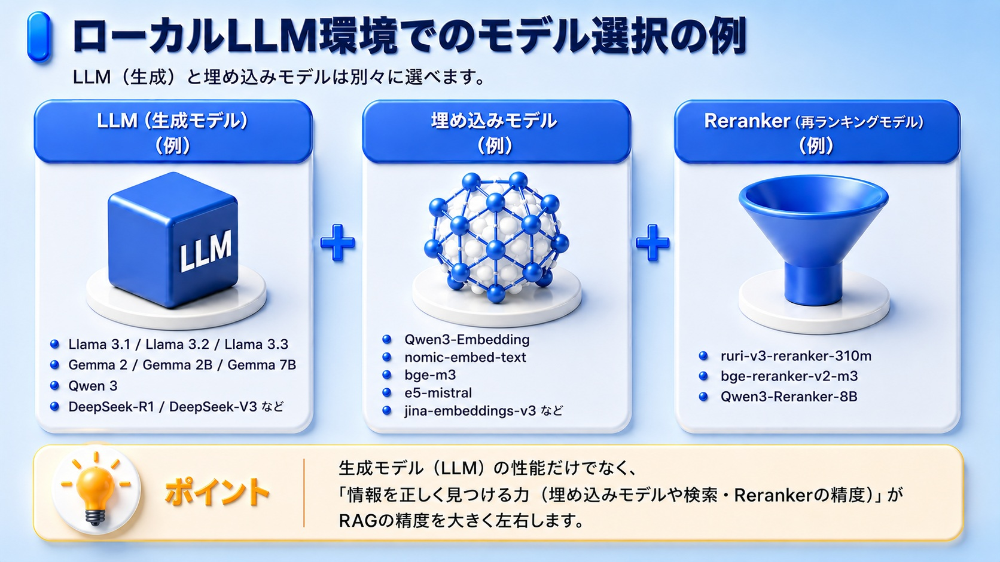 ローカルLLM環境でのモデル選択の例
LLM（生成）と埋め込みモデルは別々に選べます。
LLM（生成モデル）
（例）
LLM
Llama 3.1 / Llama 3.2 / Llama 3.3
Gemma 2 / Gemma 2B / Gemma 7B
Qwen 3
DeepSeek-R1 / DeepSeek-V3 など
埋め込みモデル
（例）
Qwen3-Embedding
nomic-embed-text
bge-m3
e5-mistral
jina-embeddings-v3 など
Reranker（再ランキングモデル）
（例）
ruri-v3-reranker-310m
bge-reranker-v2-m3
Qwen3-Reranker-8B
ポイント
生成モデル（LLM）の性能だけでなく、
「情報を正しく見つける力（埋め込みモデルや検索・Rerankerの精度）」が
RAGの精度を大きく左右します。